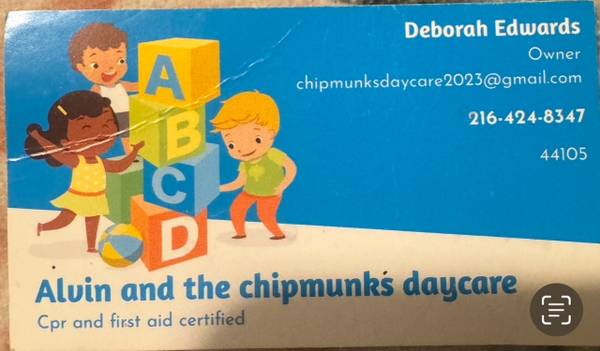 Deborah Edwards
Owner
chipmunksdaycare2023@gmail.com
216-424-8347
44105
A
B
C
D
Alvin and the chipmunks daycare
Cpr and first aid certified